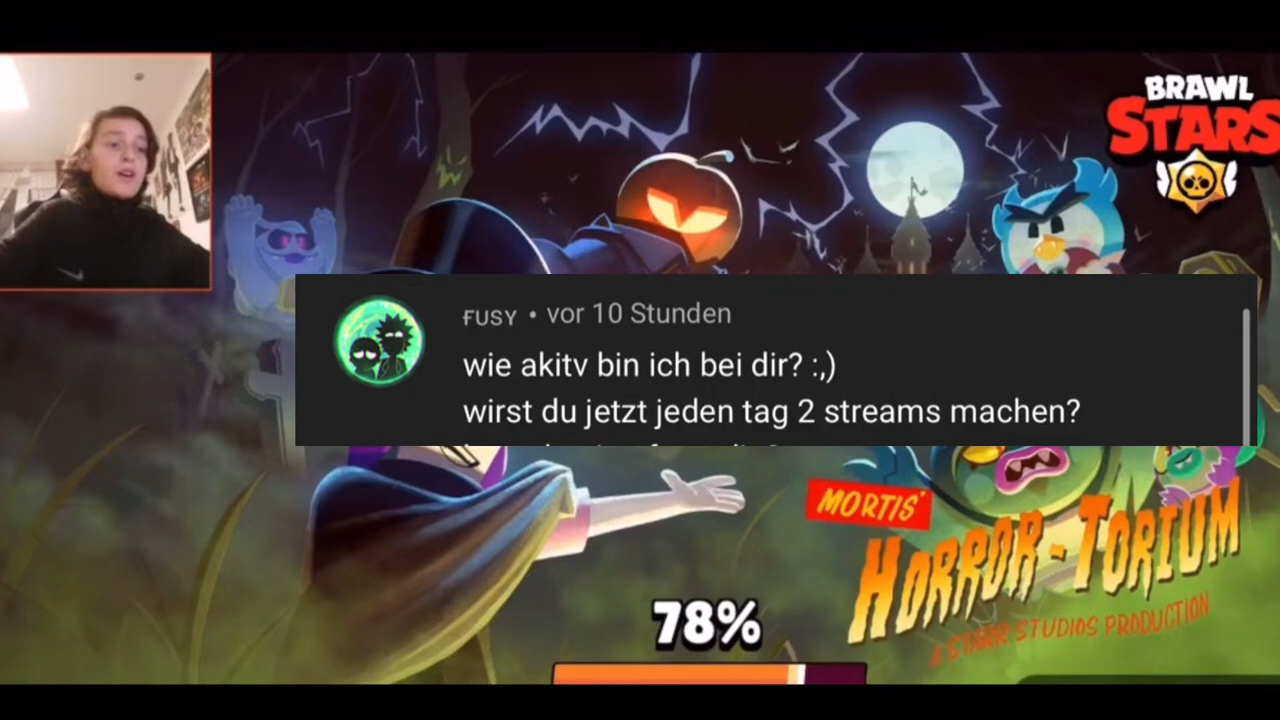 BRAWL
STARS
ꜰᴜsʏ • vor 10 Stunden
wie akitv bin ich bei dir? :,)
wirst du jetzt jeden tag 2 streams machen?
MORTIS'
HORROR-TORIUM
A STARR STUDIOS PRODUCTION
78%